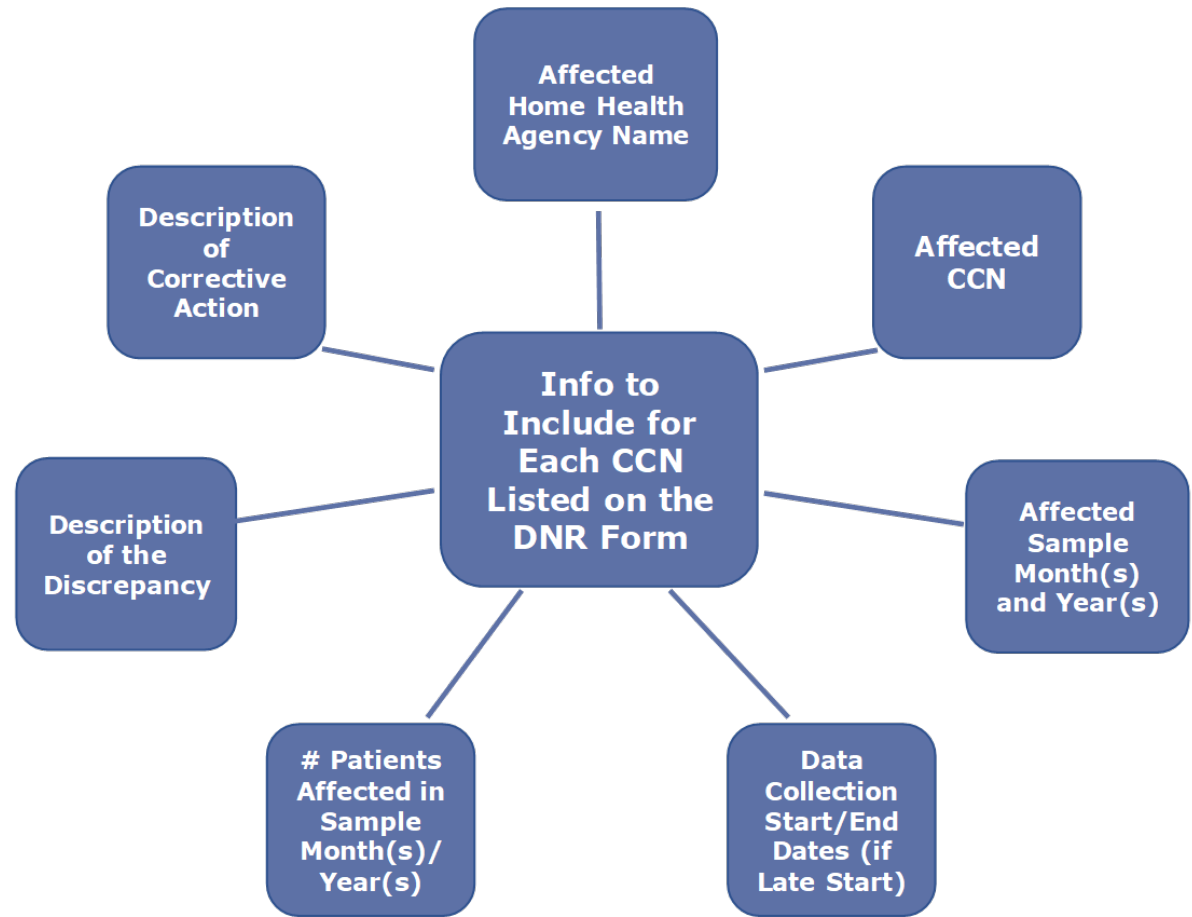 Affected
Home Health
Agency Name
Affected
CCN
Affected
Sample
Month(s)
and Year(s)
Data
Collection
Start/End
Dates (if
Late Start)
# Patients
Affected in
Sample
Month(s)/
Year(s)
Description
of the
Discrepancy
Description
of
Corrective
Action
Info to
Include for
Each CCN
Listed on the
DNR Form